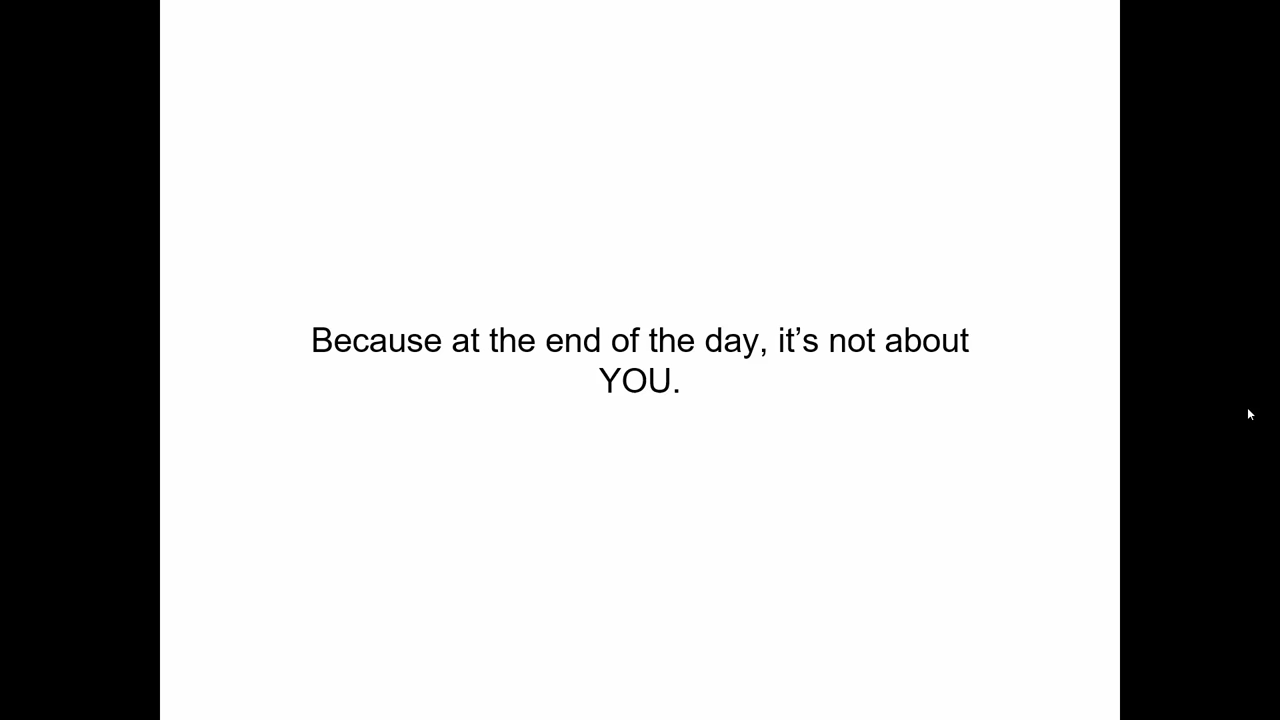 Because at the end of the day, it’s not about
YOU.